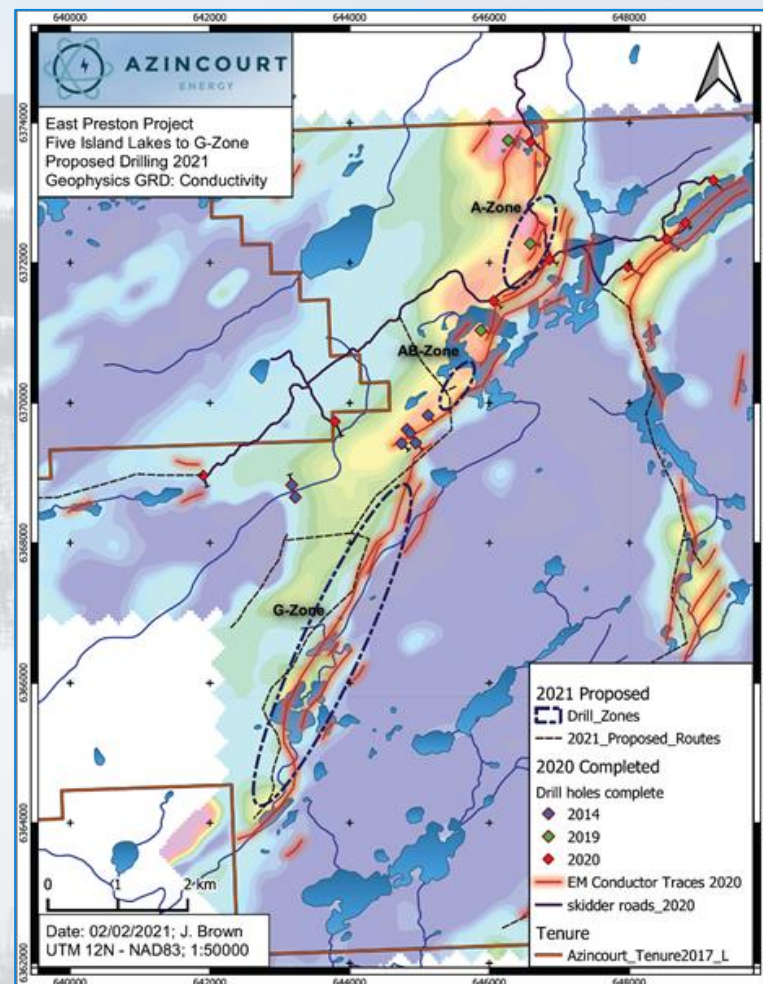 640000 642000 644000 646000 648000
AZINCOURT
ENERGY
East Preston Project
Five Island Lakes to G-Zone
Proposed Drilling 2021
Geophysics GRD: Conductivity
6374000
A-Zone
6372000
AB-Zone
6370000
6368000
G-Zone
6366000
6364000
6362000
2021 Proposed
Drill_Zones
2021_Proposed_Routes
2020 Completed
Drill holes complete
2014
2019
2020
EM Conductor Traces 2020
skidder roads_2020
Tenure
Azincourt_Tenure2017_L
0 1 2 km
Date: 02/02/2021; J. Brown
UTM 12N - NAD83; 1:50000
640000 642000 644000 646000 648000